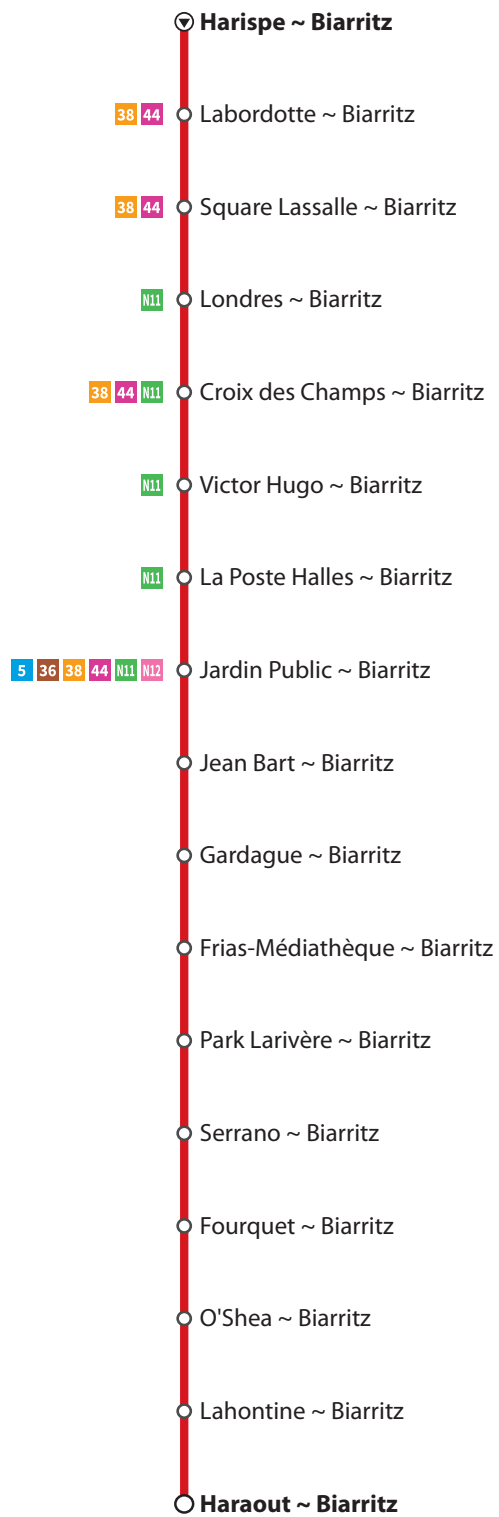 Harispe ~ Biarritz
38 44 Labordotte ~ Biarritz
38 44 Square Lassalle ~ Biarritz
N11 Londres ~ Biarritz
38 44 N11 Croix des Champs ~ Biarritz
N11 Victor Hugo ~ Biarritz
N11 La Poste Halles ~ Biarritz
5 36 38 44 N11 N12 Jardin Public ~ Biarritz
Jean Bart ~ Biarritz
Gardague ~ Biarritz
Frias-Médiathèque ~ Biarritz
Park Larivère ~ Biarritz
Serrano ~ Biarritz
Fourquet ~ Biarritz
O'Shea ~ Biarritz
Lahontine ~ Biarritz
Haraout ~ Biarritz